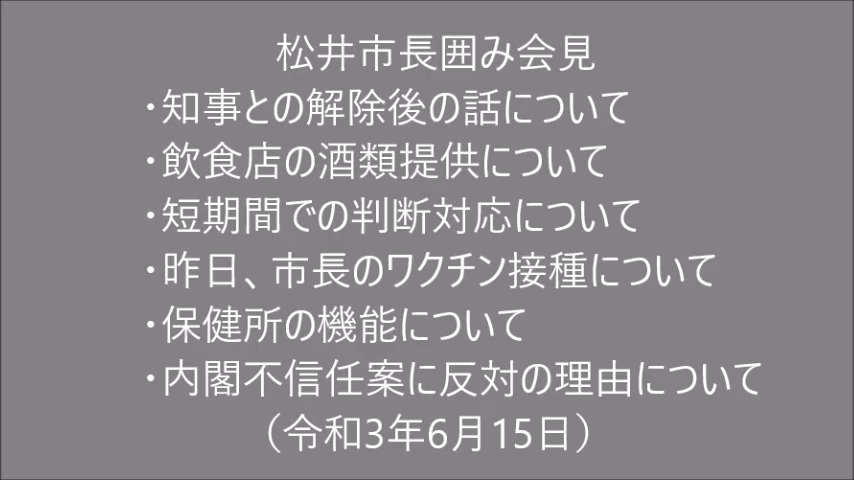 松井市長囲み会見
・知事との解除後の話について
・飲食店の酒類提供について
・短期間での判断対応について
・昨日、市長のワクチン接種について
・保健所の機能について
・内閣不信任案に反対の理由について
（令和3年6月15日）